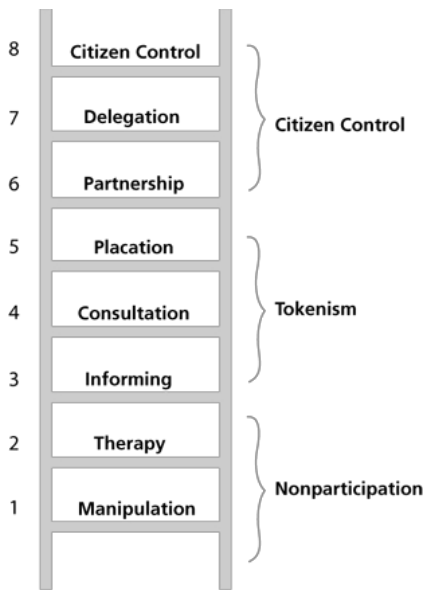 8 Citizen Control
7 Delegation
Citizen Control
6 Partnership
5 Placation
4 Consultation
Tokenism
3 Informing
2 Therapy
1 Manipulation
Nonparticipation